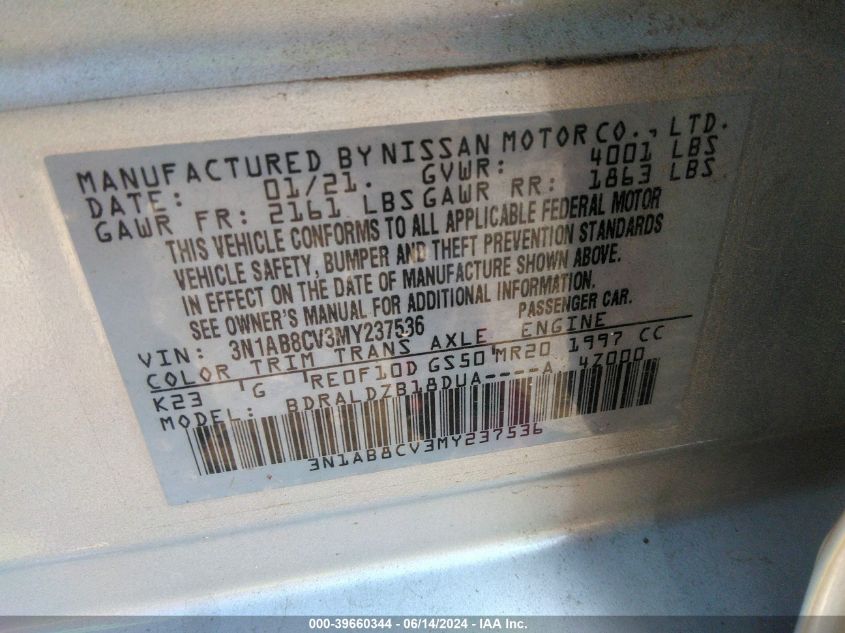 MANUFACTURED BY NISSAN MOTOR CO., LTD.
DATE: 01/21. GVWR: 4001 LBS
GAWR FR: 2161 LBS GAWR RR: 1863 LBS
THIS VEHICLE CONFORMS TO ALL APPLICABLE FEDERAL MOTOR
VEHICLE SAFETY, BUMPER AND THEFT PREVENTION STANDARDS
IN EFFECT ON THE DATE OF MANUFACTURE SHOWN ABOVE.
SEE OWNER'S MANUAL FOR ADDITIONAL INFORMATION.
VIN: 3N1AB8CV3MY237536 PASSENGER CAR.
COLOR TRIM TRANS AXLE ENGINE
K23 G RE0F10D GS50 MR20 1997 CC
MODEL: BDRALDZB18DUA----A 47000
3N1AB8CV3MY237536
000-39660344 / 06/14/2024 - IAA Inc.